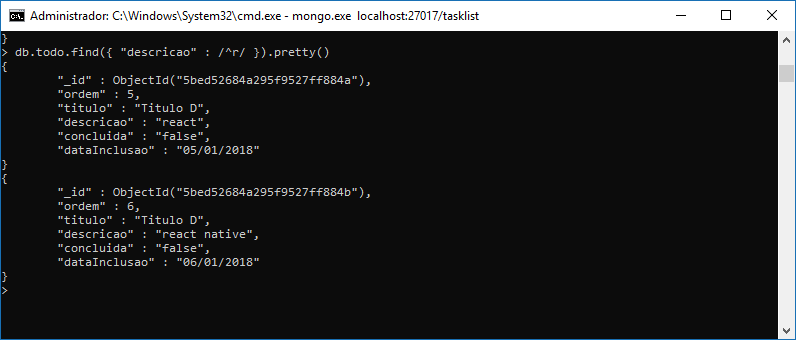 Administrador: C:\Windows\System32\cmd.exe - mongo.exe  localhost:27017/tasklist
}
> db.todo.find({ "descricao" : /^r/ }).pretty()
{
        "_id" : ObjectId("5bed52684a295f9527ff884a"),
        "ordem" : 5,
        "titulo" : "Titulo D",
        "descricao" : "react",
        "concluida" : "false",
        "dataInclusao" : "05/01/2018"
}
{
        "_id" : ObjectId("5bed52684a295f9527ff884b"),
        "ordem" : 6,
        "titulo" : "Titulo D",
        "descricao" : "react native",
        "concluida" : "false",
        "dataInclusao" : "06/01/2018"
}
>